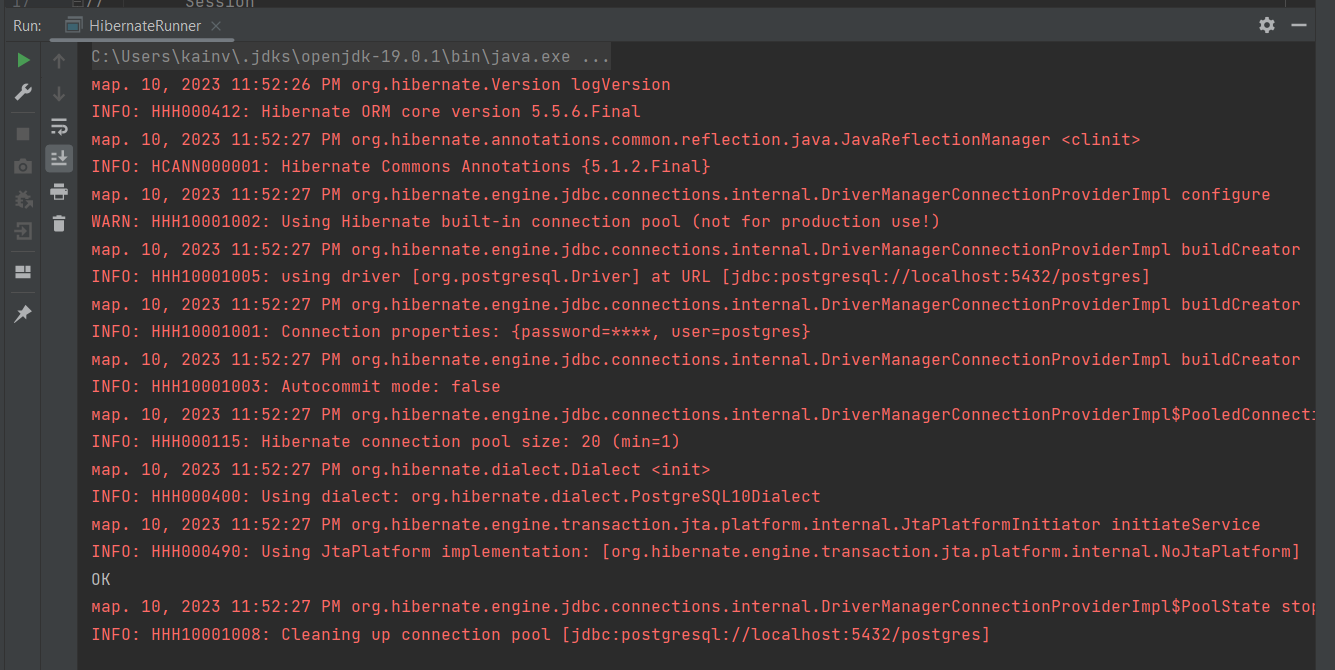 17 // Session
Run: HibernateRunner
C:\Users\kainv\.jdks\openjdk-19.0.1\bin\java.exe ...
мар. 10, 2023 11:52:26 PM org.hibernate.Version logVersion
INFO: HHH000412: Hibernate ORM core version 5.5.6.Final
мар. 10, 2023 11:52:27 PM org.hibernate.annotations.common.reflection.java.JavaReflectionManager <clinit>
INFO: HCANN000001: Hibernate Commons Annotations {5.1.2.Final}
мар. 10, 2023 11:52:27 PM org.hibernate.engine.jdbc.connections.internal.DriverManagerConnectionProviderImpl configure
WARN: HHH10001002: Using Hibernate built-in connection pool (not for production use!)
мар. 10, 2023 11:52:27 PM org.hibernate.engine.jdbc.connections.internal.DriverManagerConnectionProviderImpl buildCreator
INFO: HHH10001005: using driver [org.postgresql.Driver] at URL [jdbc:postgresql://localhost:5432/postgres]
мар. 10, 2023 11:52:27 PM org.hibernate.engine.jdbc.connections.internal.DriverManagerConnectionProviderImpl buildCreator
INFO: HHH10001001: Connection properties: {password=****, user=postgres}
мар. 10, 2023 11:52:27 PM org.hibernate.engine.jdbc.connections.internal.DriverManagerConnectionProviderImpl buildCreator
INFO: HHH10001003: Autocommit mode: false
мар. 10, 2023 11:52:27 PM org.hibernate.engine.jdbc.connections.internal.DriverManagerConnectionProviderImpl$PooledConnecti
INFO: HHH000115: Hibernate connection pool size: 20 (min=1)
мар. 10, 2023 11:52:27 PM org.hibernate.dialect.Dialect <init>
INFO: HHH000400: Using dialect: org.hibernate.dialect.PostgreSQL10Dialect
мар. 10, 2023 11:52:27 PM org.hibernate.engine.transaction.jta.platform.internal.JtaPlatformInitiator initiateService
INFO: HHH000490: Using JtaPlatform implementation: [org.hibernate.engine.transaction.jta.platform.internal.NoJtaPlatform]
OK
мар. 10, 2023 11:52:27 PM org.hibernate.engine.jdbc.connections.internal.DriverManagerConnectionProviderImpl$PoolState stop
INFO: HHH10001008: Cleaning up connection pool [jdbc:postgresql://localhost:5432/postgres]